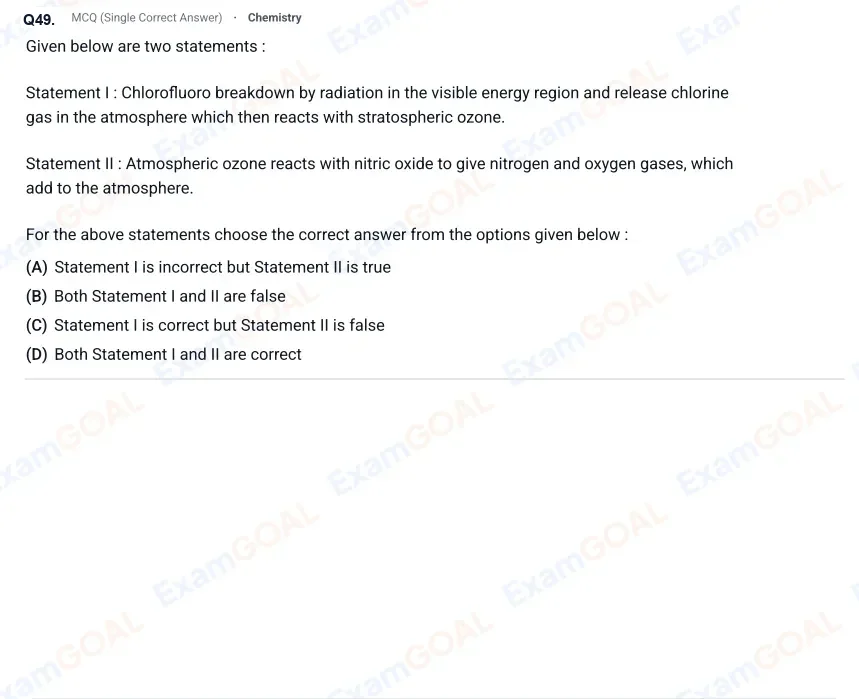 Q49. MCQ (Single Correct Answer) · Chemistry
Given below are two statements :
Statement I : Chlorofluoro breakdown by radiation in the visible energy region and release chlorine
gas in the atmosphere which then reacts with stratospheric ozone.
Statement II : Atmospheric ozone reacts with nitric oxide to give nitrogen and oxygen gases, which
add to the atmosphere.
For the above statements choose the correct answer from the options given below :
(A) Statement I is incorrect but Statement II is true
(B) Both Statement I and II are false
(C) Statement I is correct but Statement II is false
(D) Both Statement I and II are correct